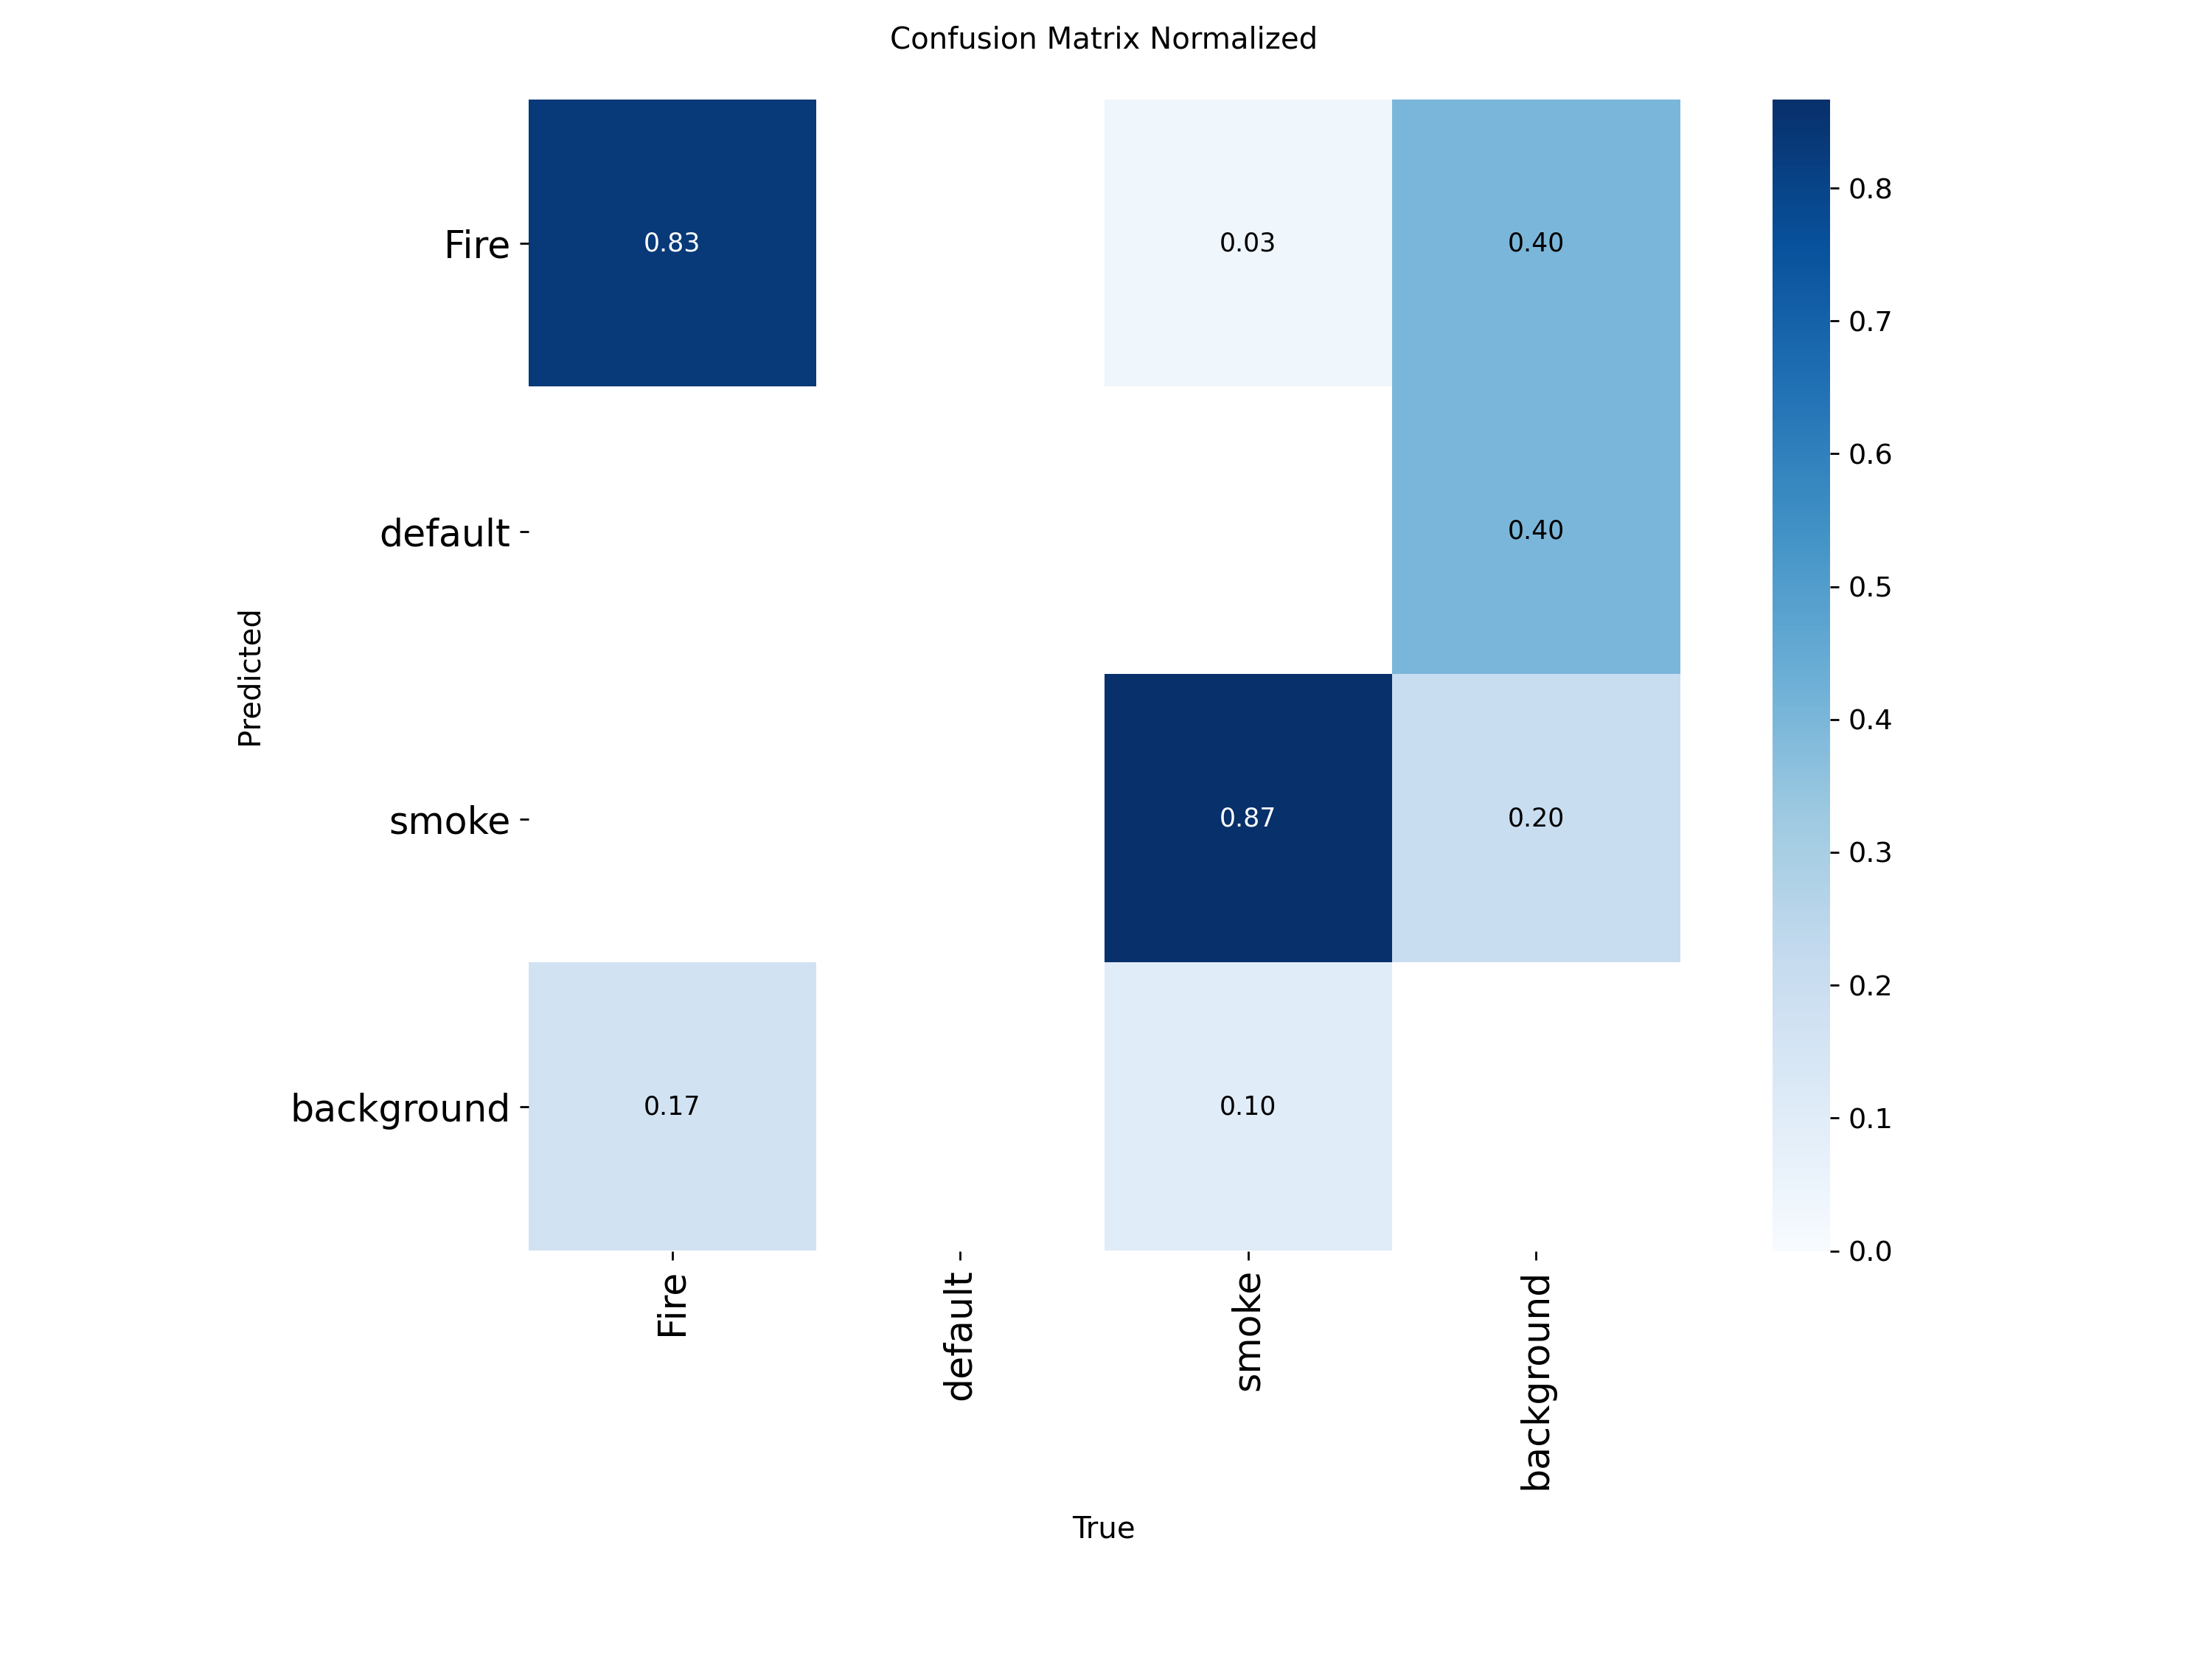 Confusion Matrix Normalized
Fire
0.83
0.03
0.40
default
0.40
smoke
0.87
0.20
background
0.17
0.10
Predicted
Fire
default
smoke
background
True
0.8
0.7
0.6
0.5
0.4
0.3
0.2
0.1
0.0